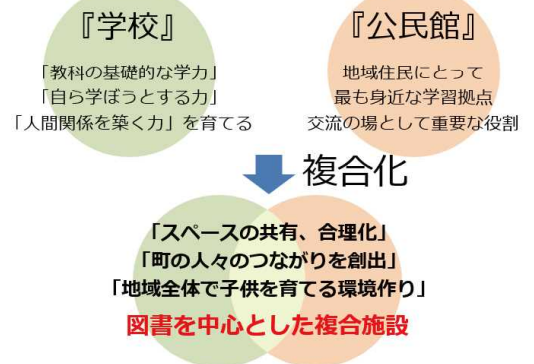 『学校』
「教科の基礎的な学力」
「自ら学ぼうとする力」
「人間関係を築く力」を育てる
『公民館』
地域住民にとって
最も身近な学習拠点
交流の場として重要な役割
複合化
「スペースの共有、合理化」
「町の人々のつながりを創出」
「地域全体で子供を育てる環境作り」
図書を中心とした複合施設